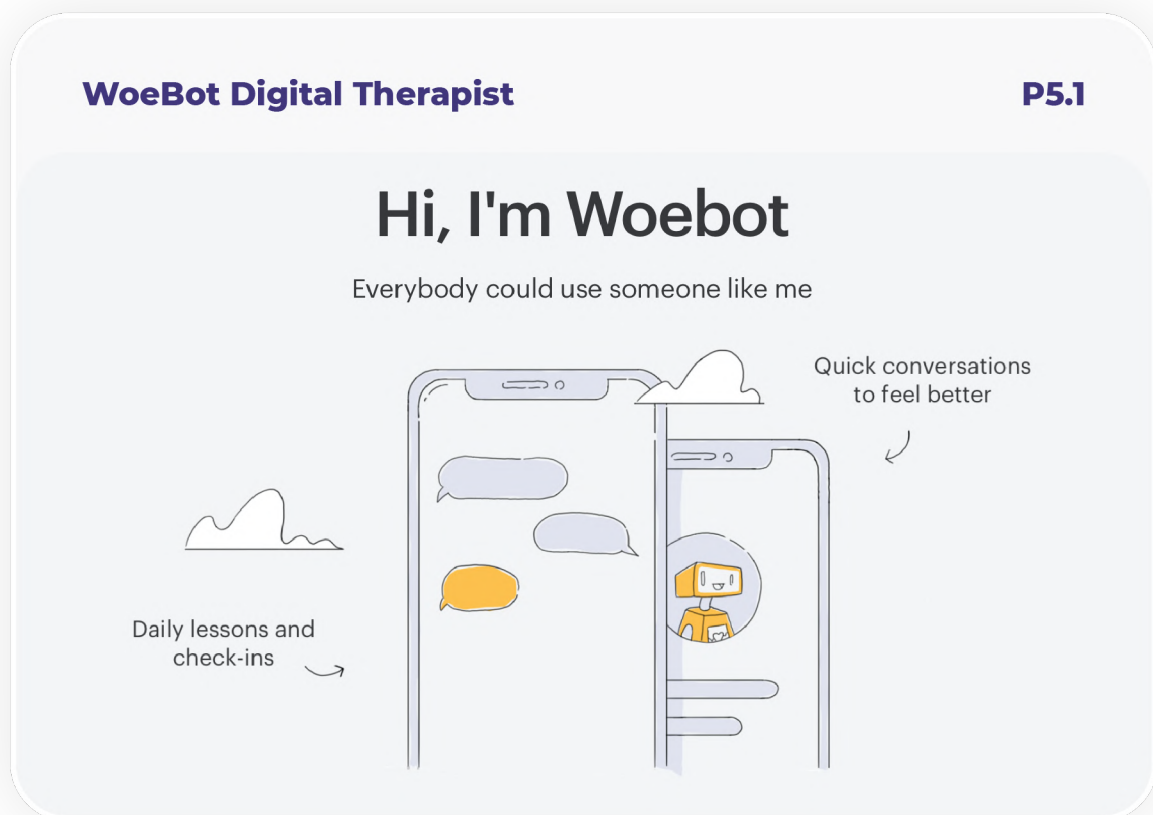 WoeBot Digital Therapist
P5.1
Hi, I'm Woebot
Everybody could use someone like me
Quick conversations
to feel better
Daily lessons and
check-ins